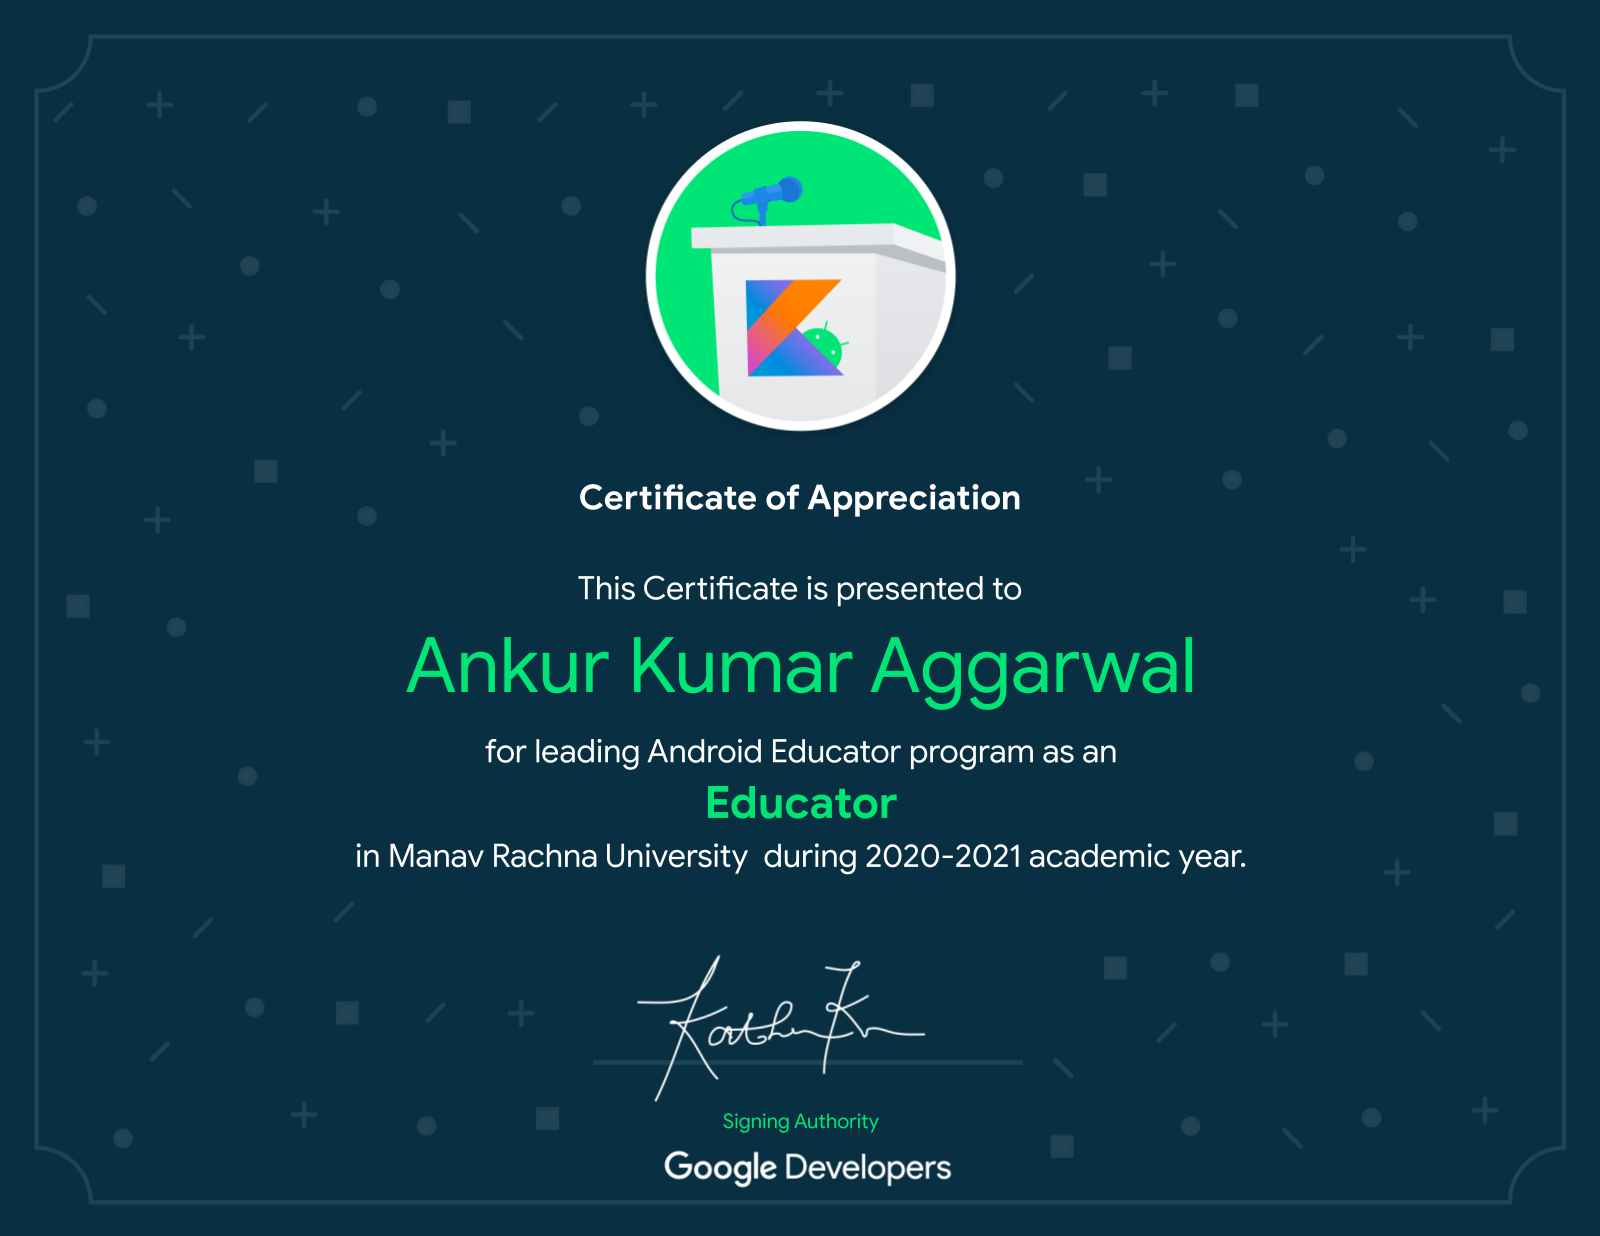 Certificate of Appreciation
This Certificate is presented to
Ankur Kumar Aggarwal
for leading Android Educator program as an
Educator
in Manav Rachna University during 2020-2021 academic year.
Signing Authority
Google Developers